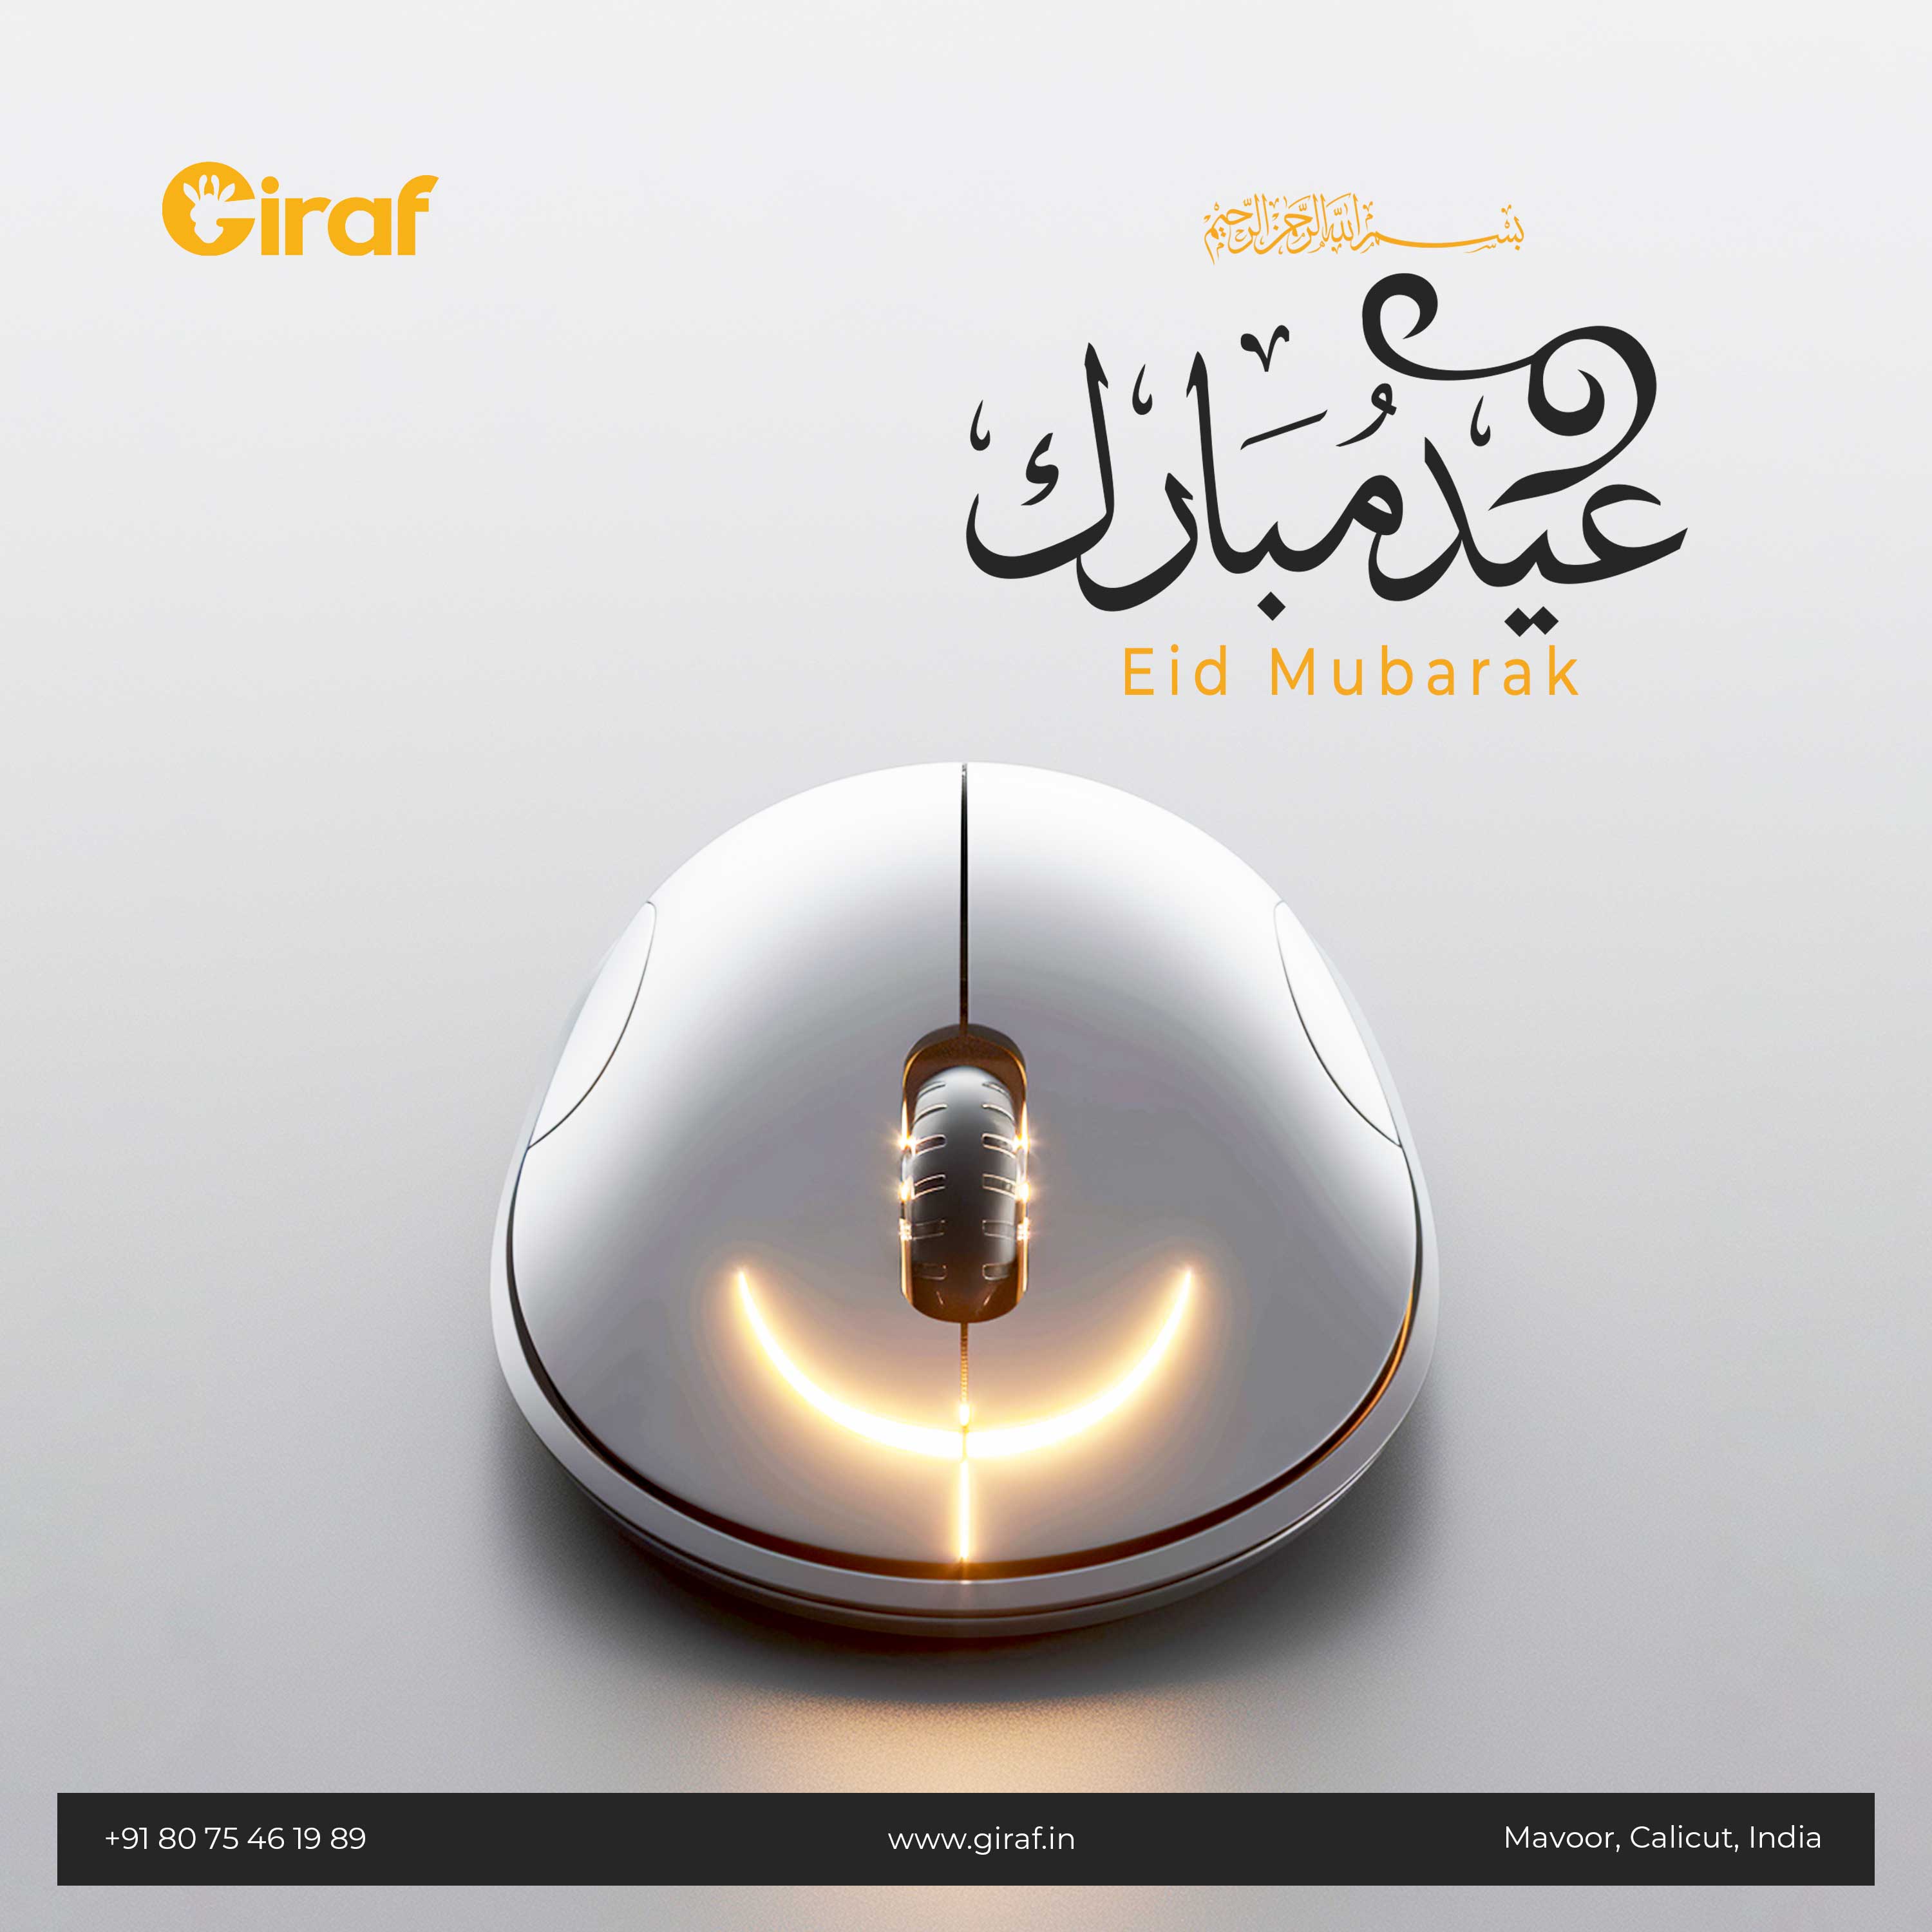 Giraf
بسم الله الرحمن الرحيم
عيد مُبَارك
Eid Mubarak
+91 80 75 46 19 89
www.giraf.in
Mavoor, Calicut, India